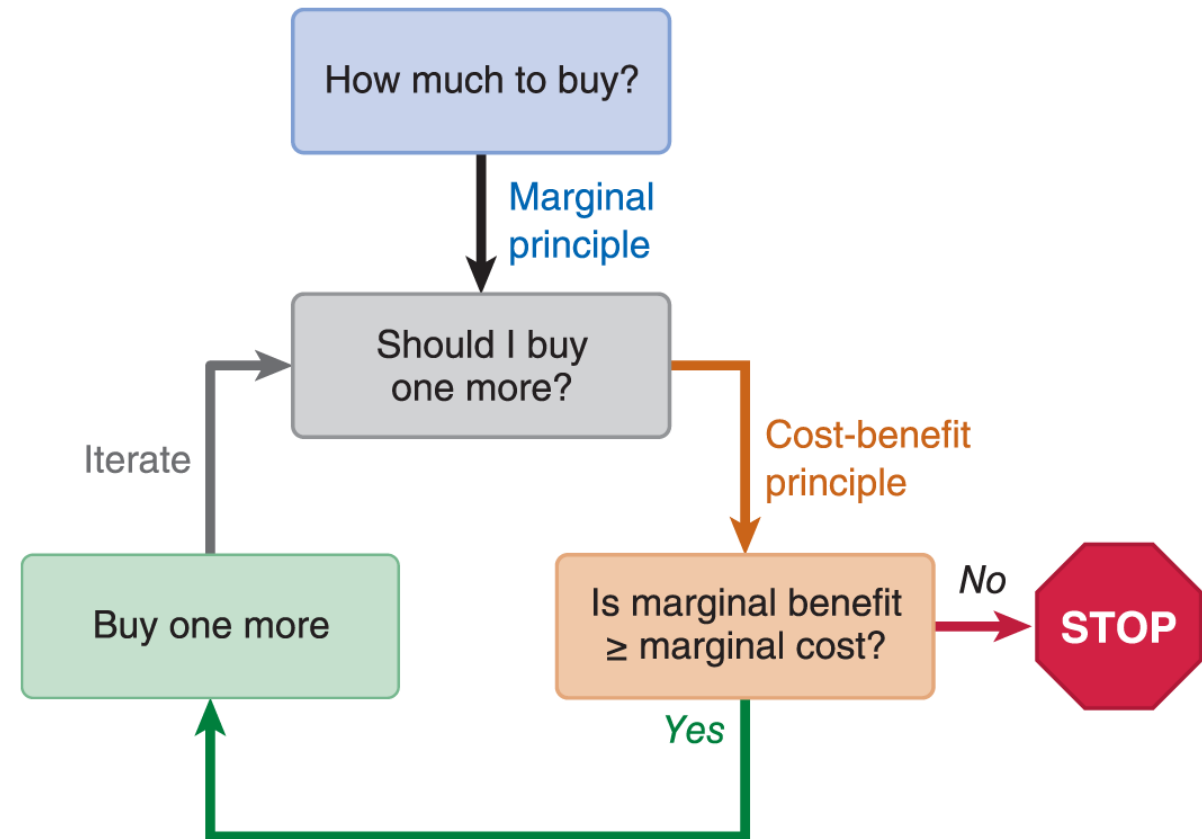 How much to buy?
Marginal
principle
Should I buy
one more?
Iterate
Cost-benefit
principle
Buy one more
Is marginal benefit
≥ marginal cost?
No
STOP
Yes